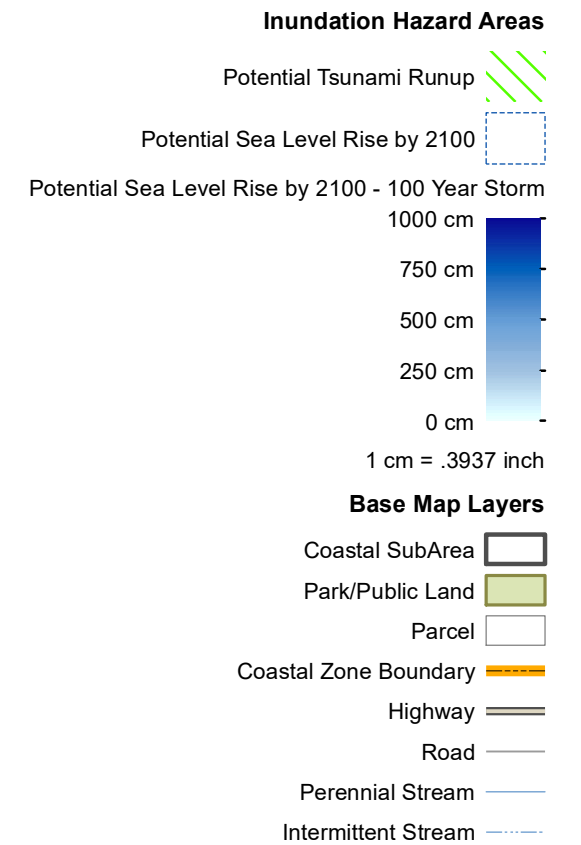 Inundation Hazard Areas
Potential Tsunami Runup
Potential Sea Level Rise by 2100
Potential Sea Level Rise by 2100 - 100 Year Storm
1000 cm
750 cm
500 cm
250 cm
0 cm
1 cm = .3937 inch
Base Map Layers
Coastal SubArea
Park/Public Land
Parcel
Coastal Zone Boundary
Highway
Road
Perennial Stream
Intermittent Stream